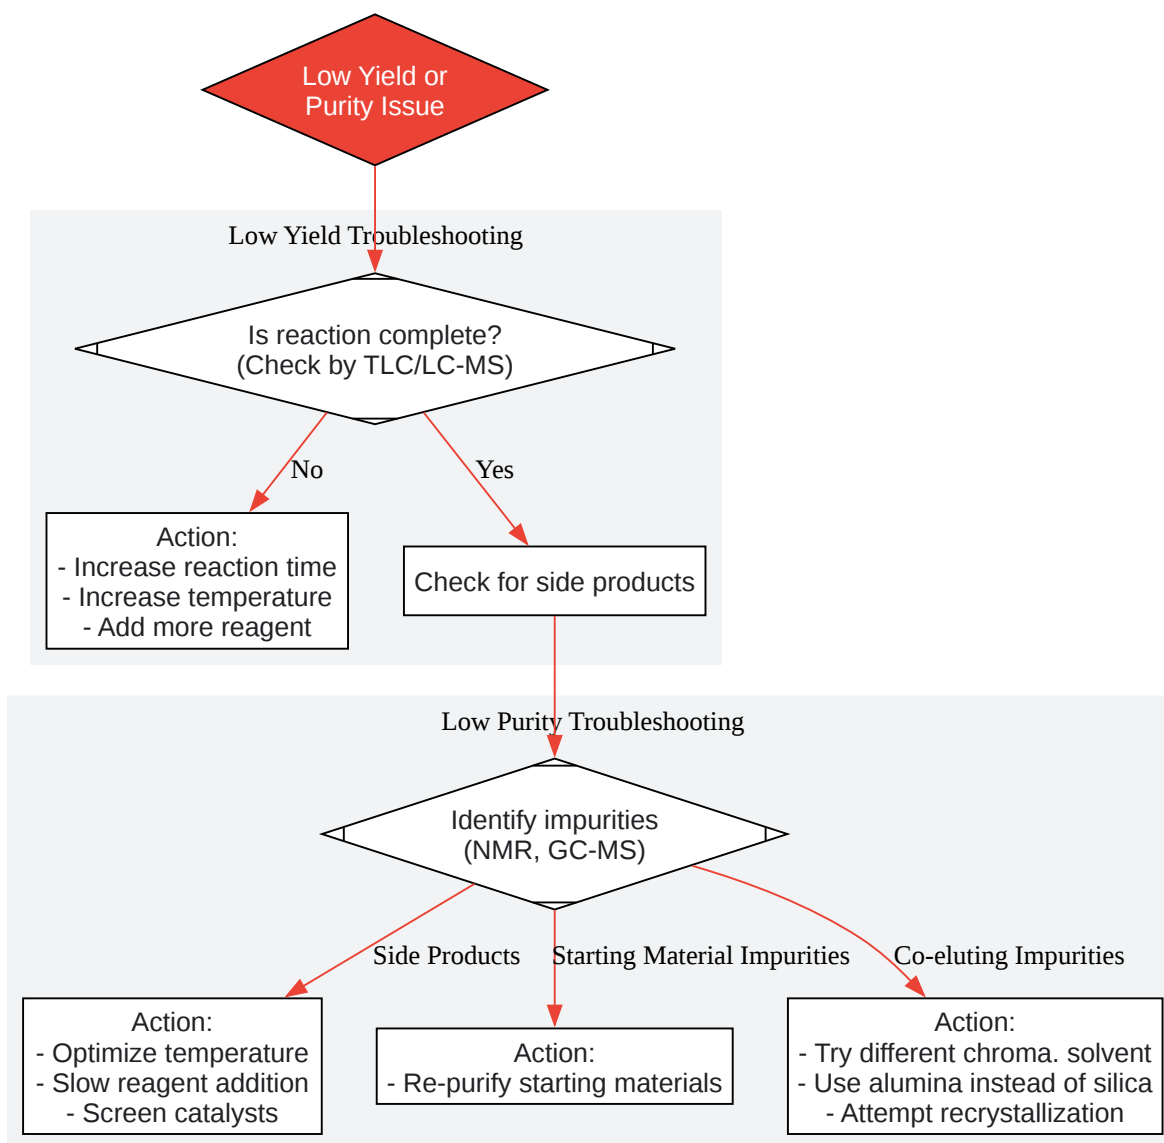 Low Yield or
Purity Issue
Low Yield Troubleshooting
Is reaction complete?
(Check by TLC/LC-MS)
No
Yes
Action:
- Increase reaction time
- Increase temperature
- Add more reagent
Check for side products
Low Purity Troubleshooting
Identify impurities
(NMR, GC-MS)
Side Products
Starting Material Impurities
Co-eluting Impurities
Action:
- Optimize temperature
- Slow reagent addition
- Screen catalysts
Action:
- Re-purify starting materials
Action:
- Try different chroma. solvent
- Use alumina instead of silica
- Attempt recrystallization